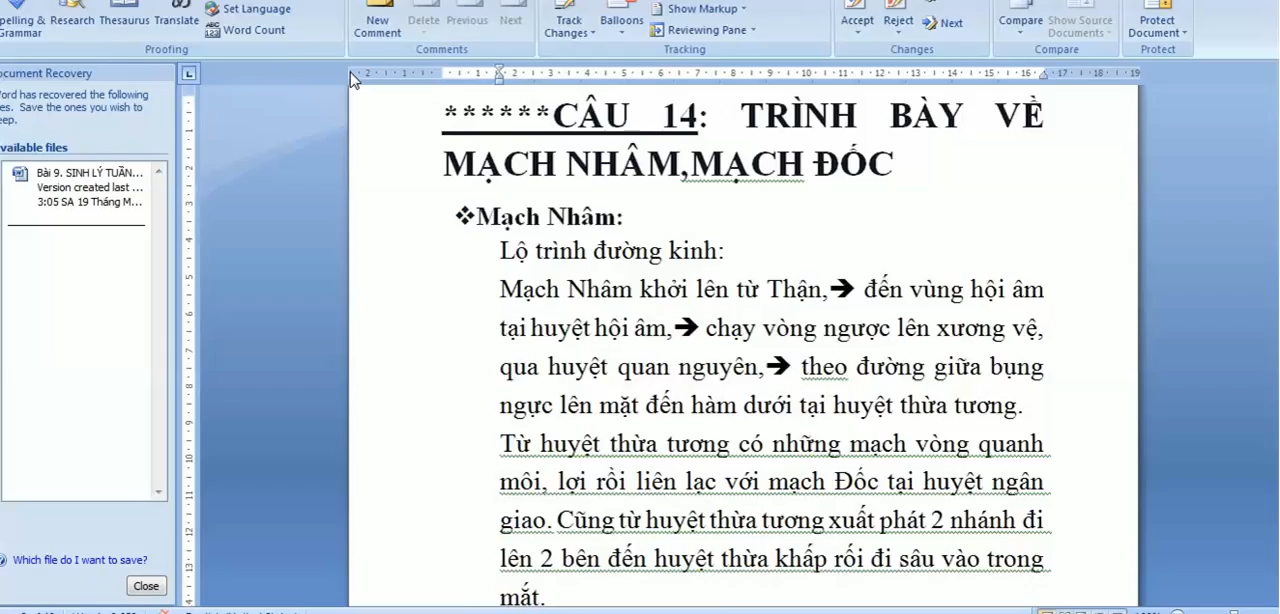 Set Language
Spelling & Grammar
Research
Thesaurus
Translate
Word Count
Proofing
New Comment
Delete
Previous
Next
Comments
Track Changes
Balloons
Show Markup
Reviewing Pane
Tracking
Accept
Reject
Next
Changes
Compare
Show Source Documents
Compare
Protect Document
Protect
ocument Recovery
ord has recovered the following
es. Save the ones you wish to
ep.
vailable files
Bài 9. SINH LÝ TUẦN...
Version created last ...
3:05 SA 19 Tháng M...
Which file do I want to save?
Close
******CÂU 14: TRÌNH BÀY VỀ
MẠCH NHÂM,MẠCH ĐỐC
❖Mạch Nhâm:
Lộ trình đường kinh:
Mạch Nhâm khởi lên từ Thận,➔ đến vùng hội âm
tại huyệt hội âm,➔ chạy vòng ngược lên xương vệ,
qua huyệt quan nguyên,➔ theo đường giữa bụng
ngực lên mặt đến hàm dưới tại huyệt thừa tương.
Từ huyệt thừa tương có những mạch vòng quanh
môi, lợi rồi liên lạc với mạch Đốc tại huyệt ngân
giao. Cũng từ huyệt thừa tương xuất phát 2 nhánh đi
lên 2 bên đến huyệt thừa khấp rối đi sâu vào trong
mắt.